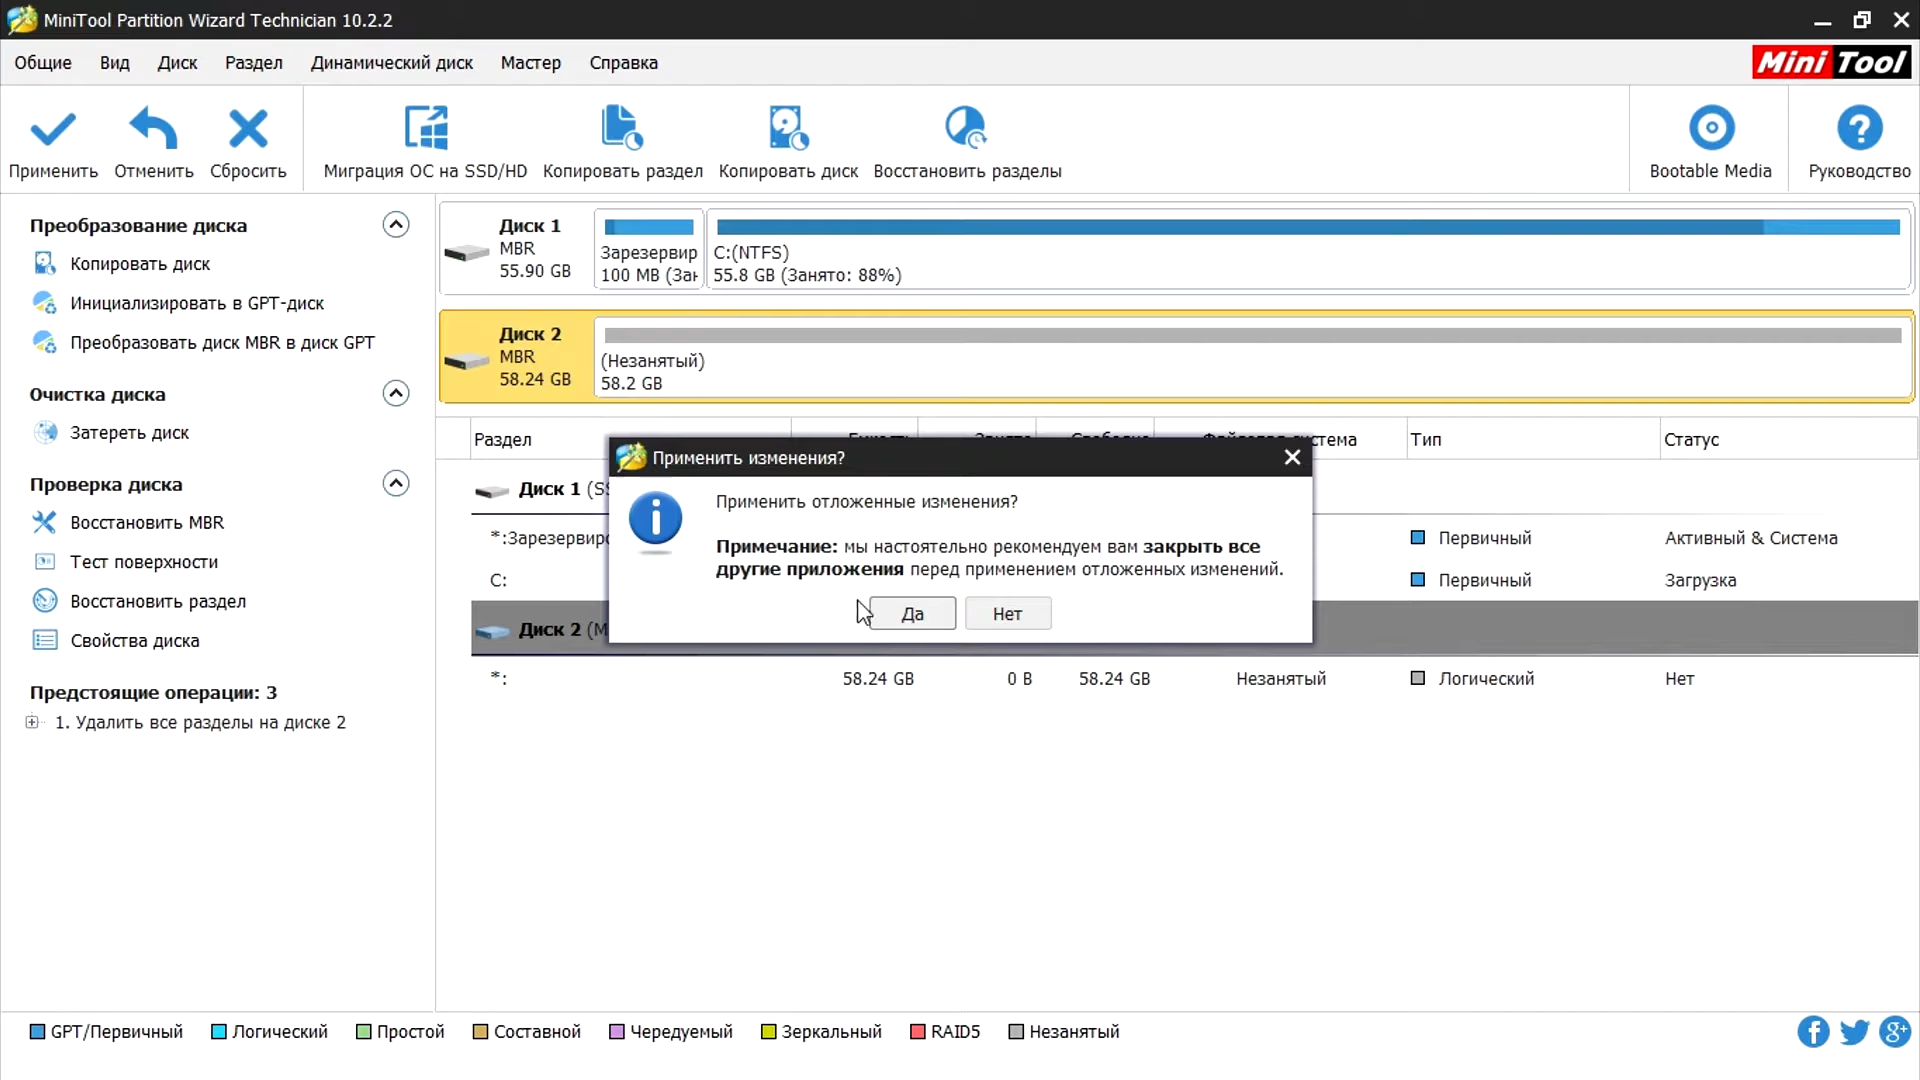 MiniTool Partition Wizard Technician 10.2.2
Общие Вид Диск Раздел Динамический диск Мастер Справка
Mini Tool
Применить Отменить Сбросить Миграция ОС на SSD/HD Копировать раздел Копировать диск Восстановить разделы Bootable Media Руководство
Преобразование диска
Копировать диск
Инициализировать в GPT-диск
Преобразовать диск MBR в диск GPT
Очистка диска
Затереть диск
Проверка диска
Восстановить MBR
Тест поверхности
Восстановить раздел
Свойства диска
Предстоящие операции: 3
1. Удалить все разделы на диске 2
Диск 1
MBR
55.90 GB
Зарезервир
100 MB (Зан
C:(NTFS)
55.8 GB (Занято: 88%)
Диск 2
MBR
58.24 GB
(Незанятый)
58.2 GB
Раздел Тип Статус
Диск 1
*:Зарезервиро Первичный Активный & Система
C: Первичный Загрузка
Диск 2
*: 58.24 GB 0 B 58.24 GB Незанятый Логический Нет
Применить изменения?
Применить отложенные изменения?
Примечание: мы настоятельно рекомендуем вам закрыть все
другие приложения перед применением отложенных изменений.
Да Нет
GPT/Первичный Логический Простой Составной Чередуемый Зеркальный RAID5 Незанятый